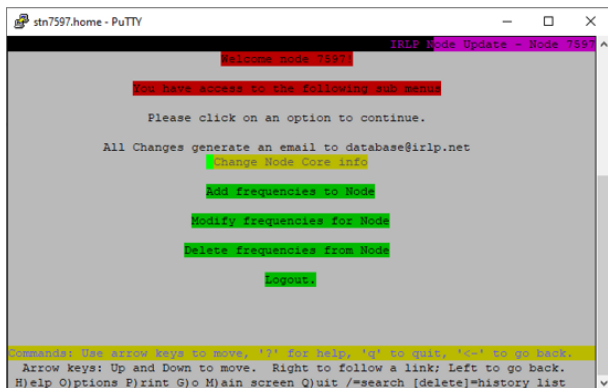 stn7597.home - PuTTY
IRLP Node Update - Node 7597
Welcome node 7597!
You have access to the following sub menus
Please click on an option to continue.
All Changes generate an email to database@irlp.net
Change Node Core info
Add frequencies to Node
Modify frequencies for Node
Delete frequencies from Node
Logout.
Commands: Use arrow keys to move, '?' for help, 'q' to quit, '<-' to go back.
Arrow keys: Up and Down to move. Right to follow a link; Left to go back.
H)elp O)ptions P)rint G)o M)ain screen Q)uit /=search [delete]=history list